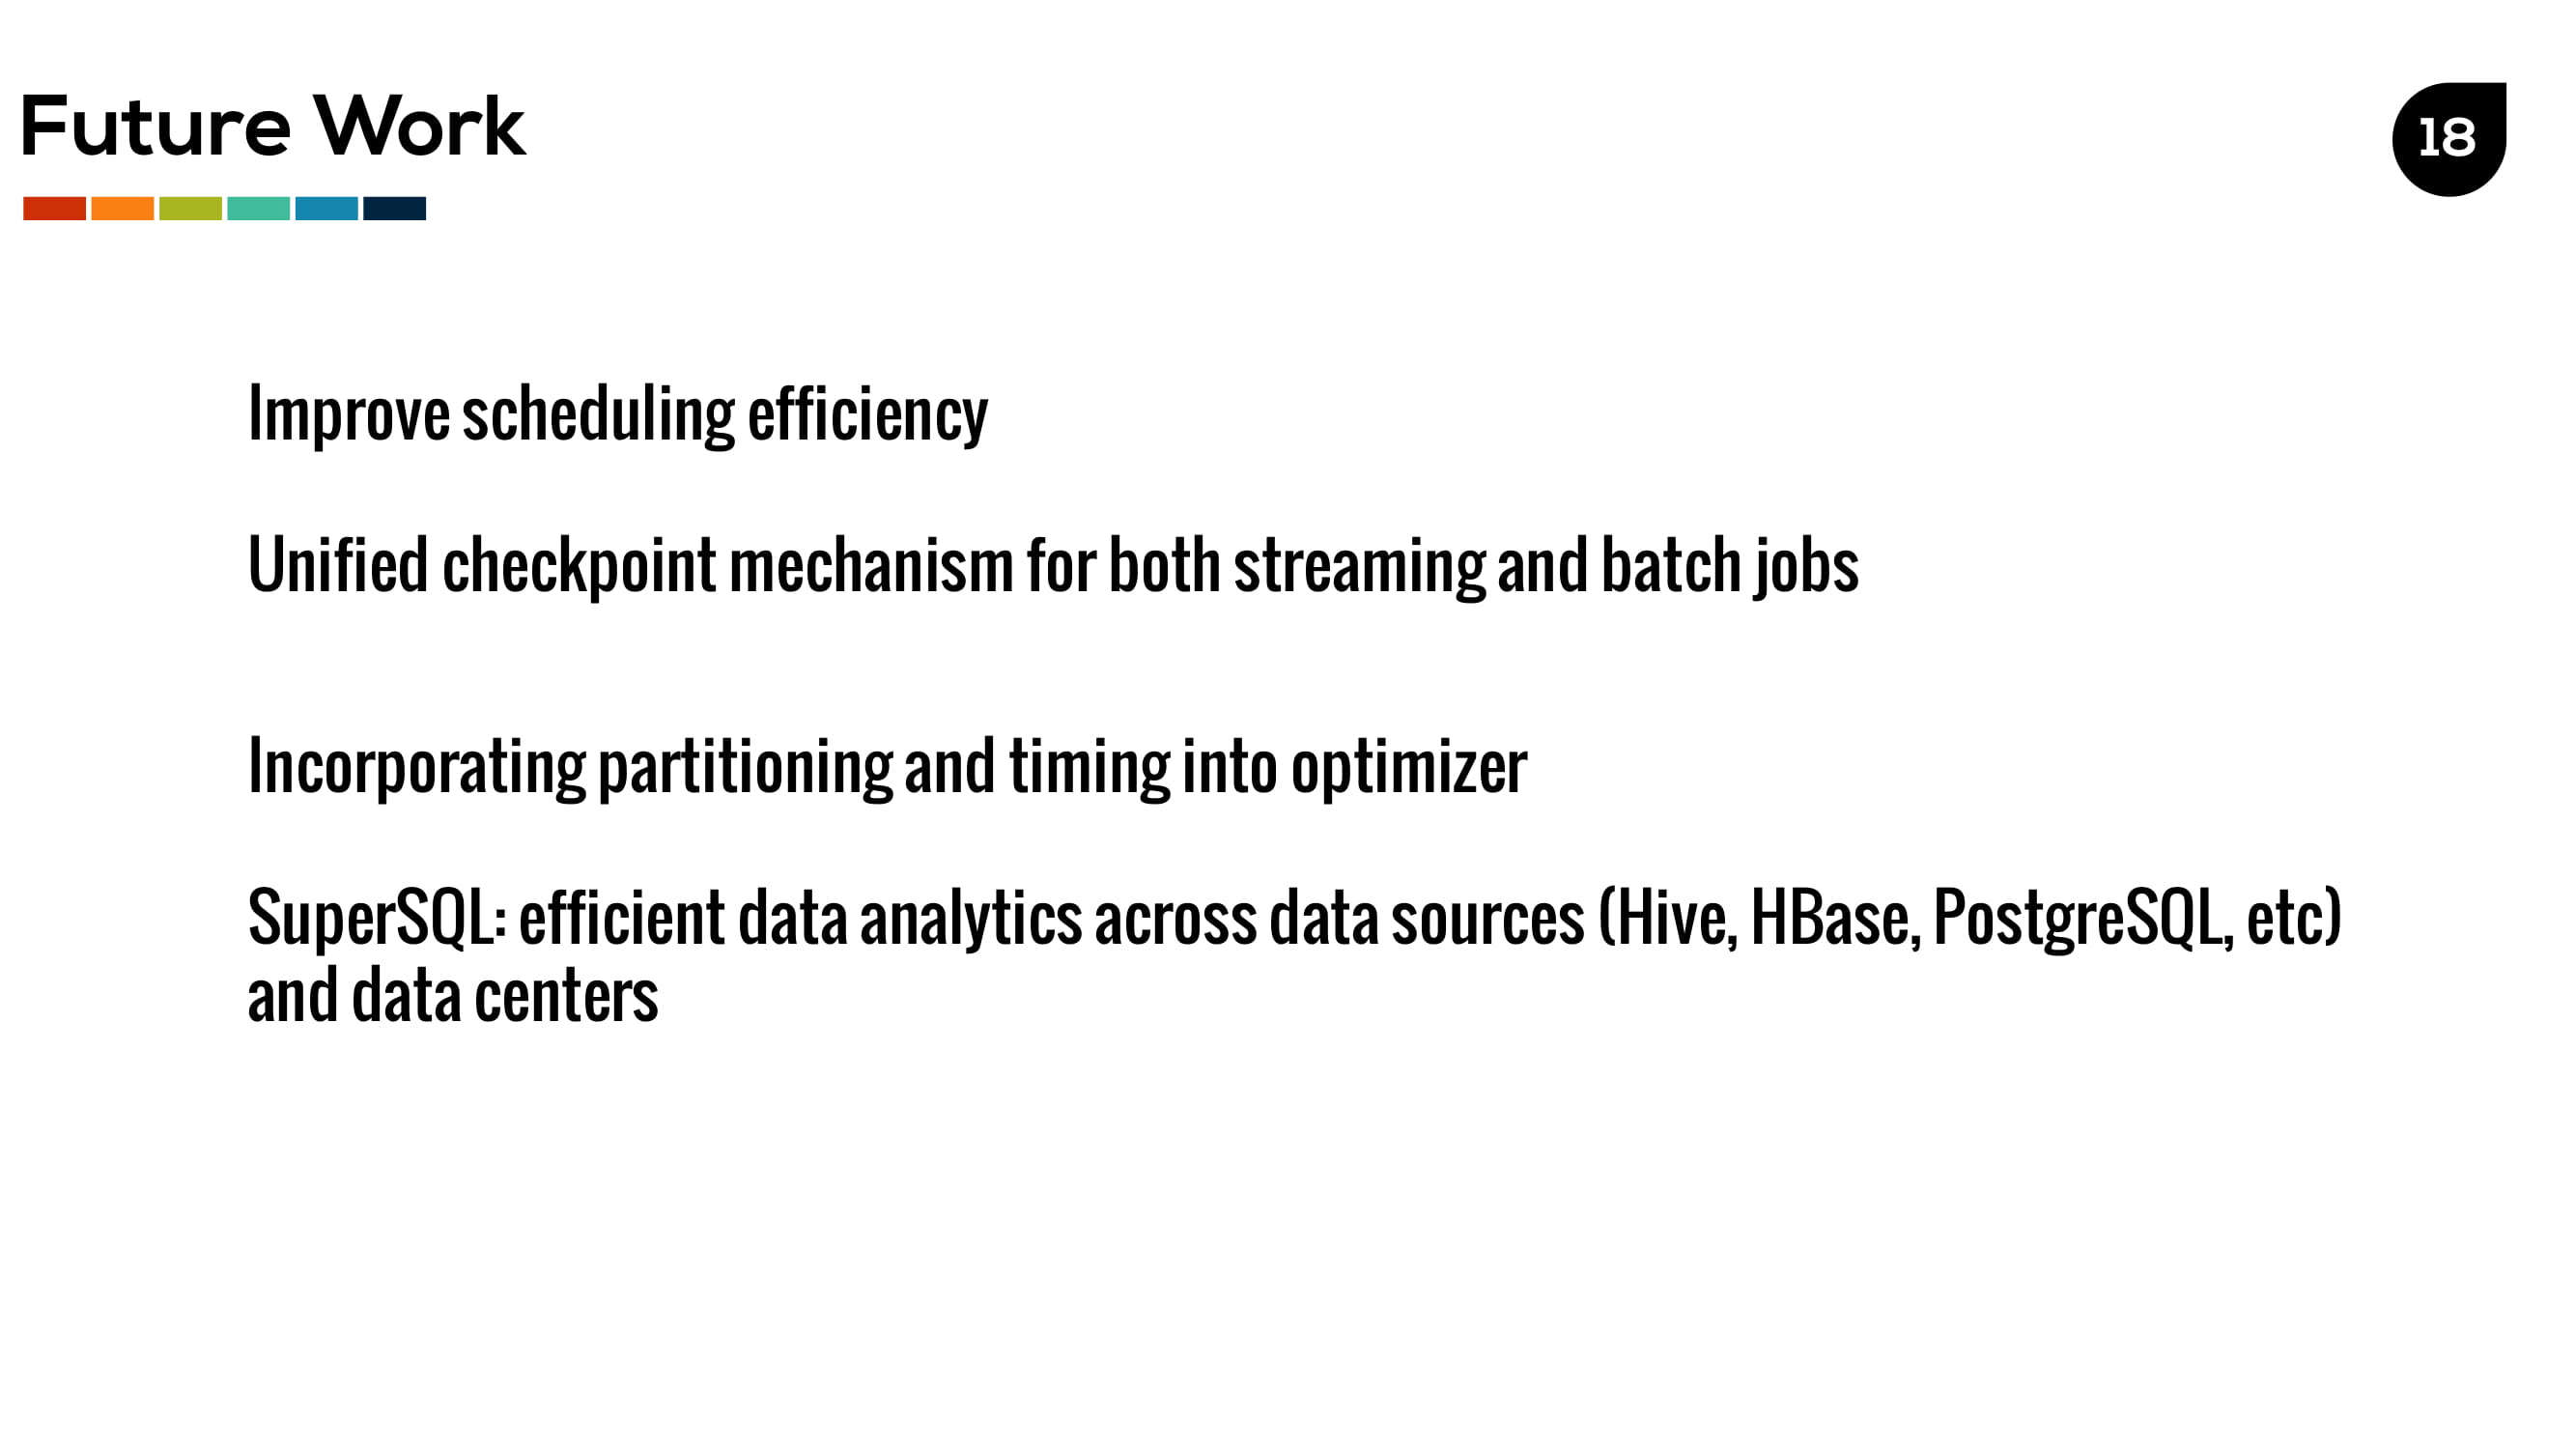 Future Work
18
Improve scheduling efficiency
Unified checkpoint mechanism for both streaming and batch jobs
Incorporating partitioning and timing into optimizer
SuperSQL: efficient data analytics across data sources (Hive, HBase, PostgreSQL, etc)
and data centers